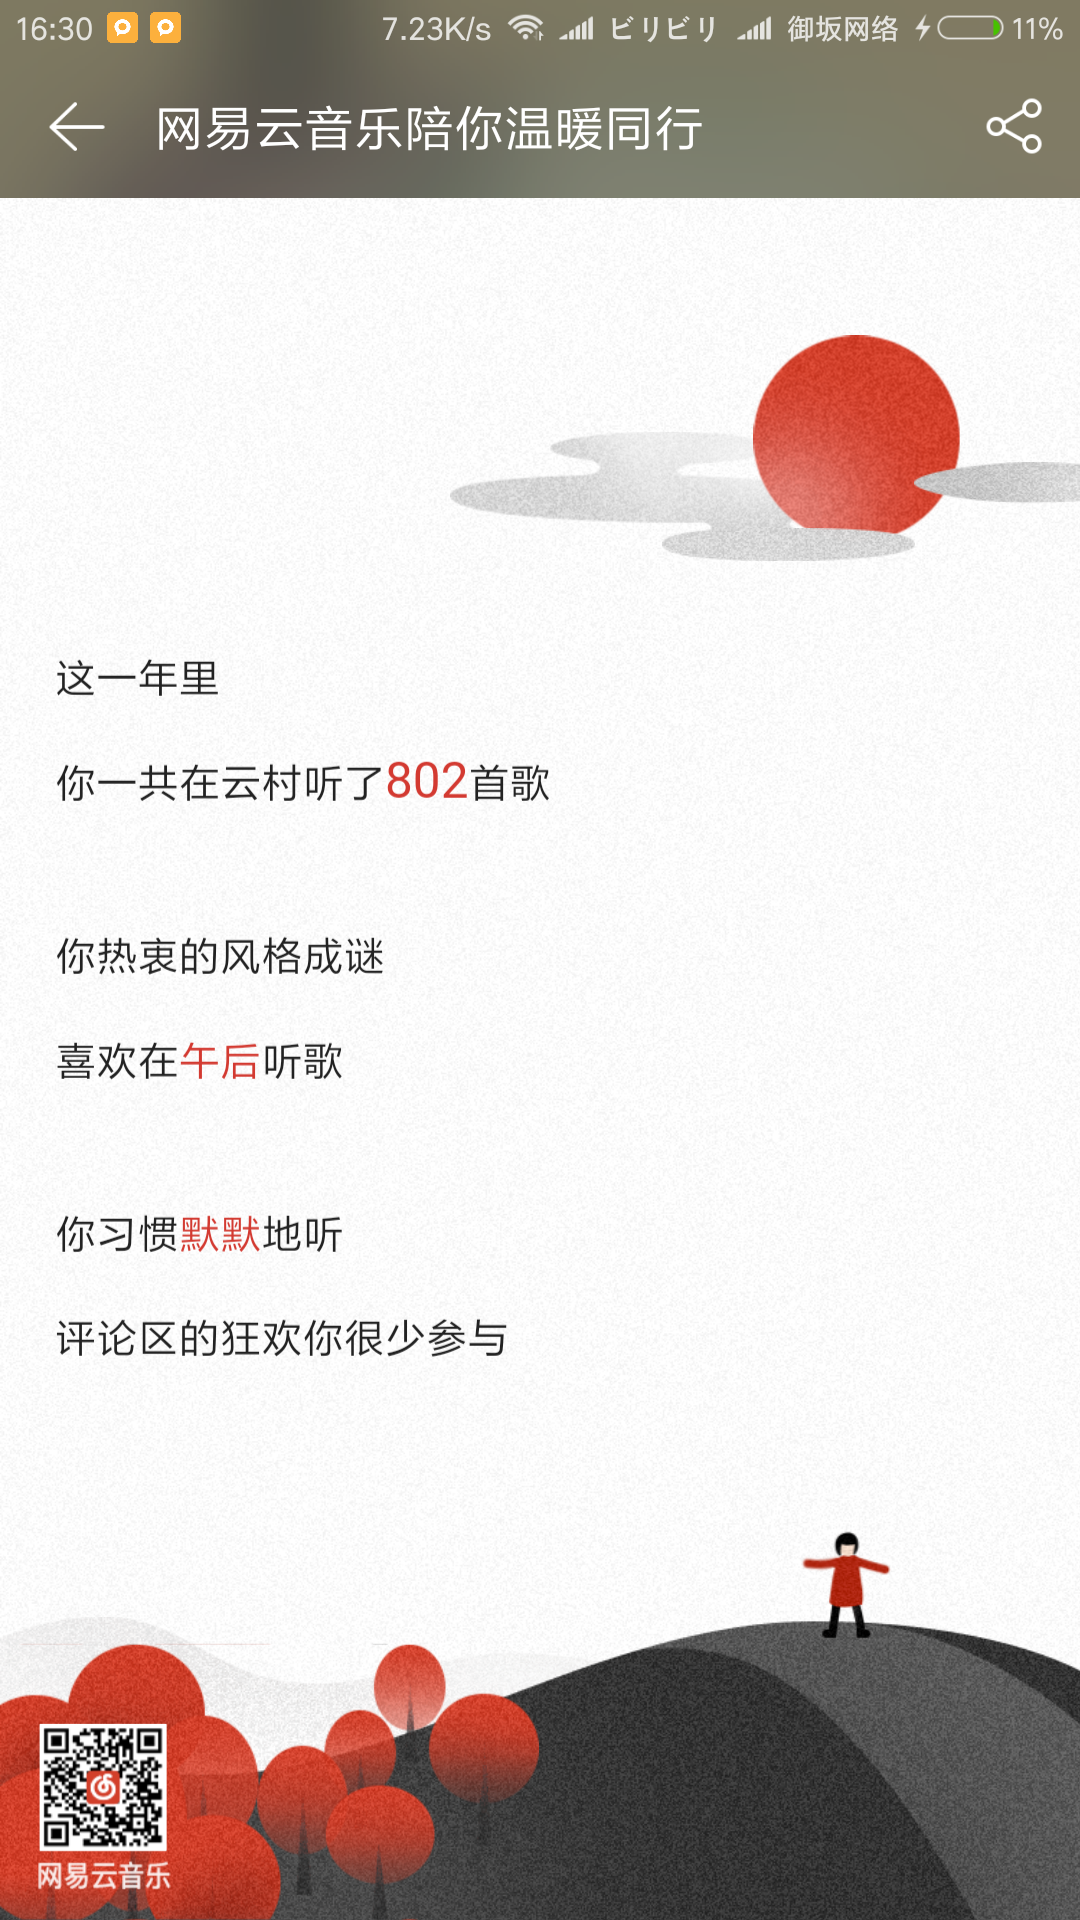 16:30 7.23K/s ビリビリ 御坂网络 11%
网易云音乐陪你温暖同行
这一年里
你一共在云村听了802首歌
你热衷的风格成谜
喜欢在午后听歌
你习惯默默地听
评论区的狂欢你很少参与
网易云音乐